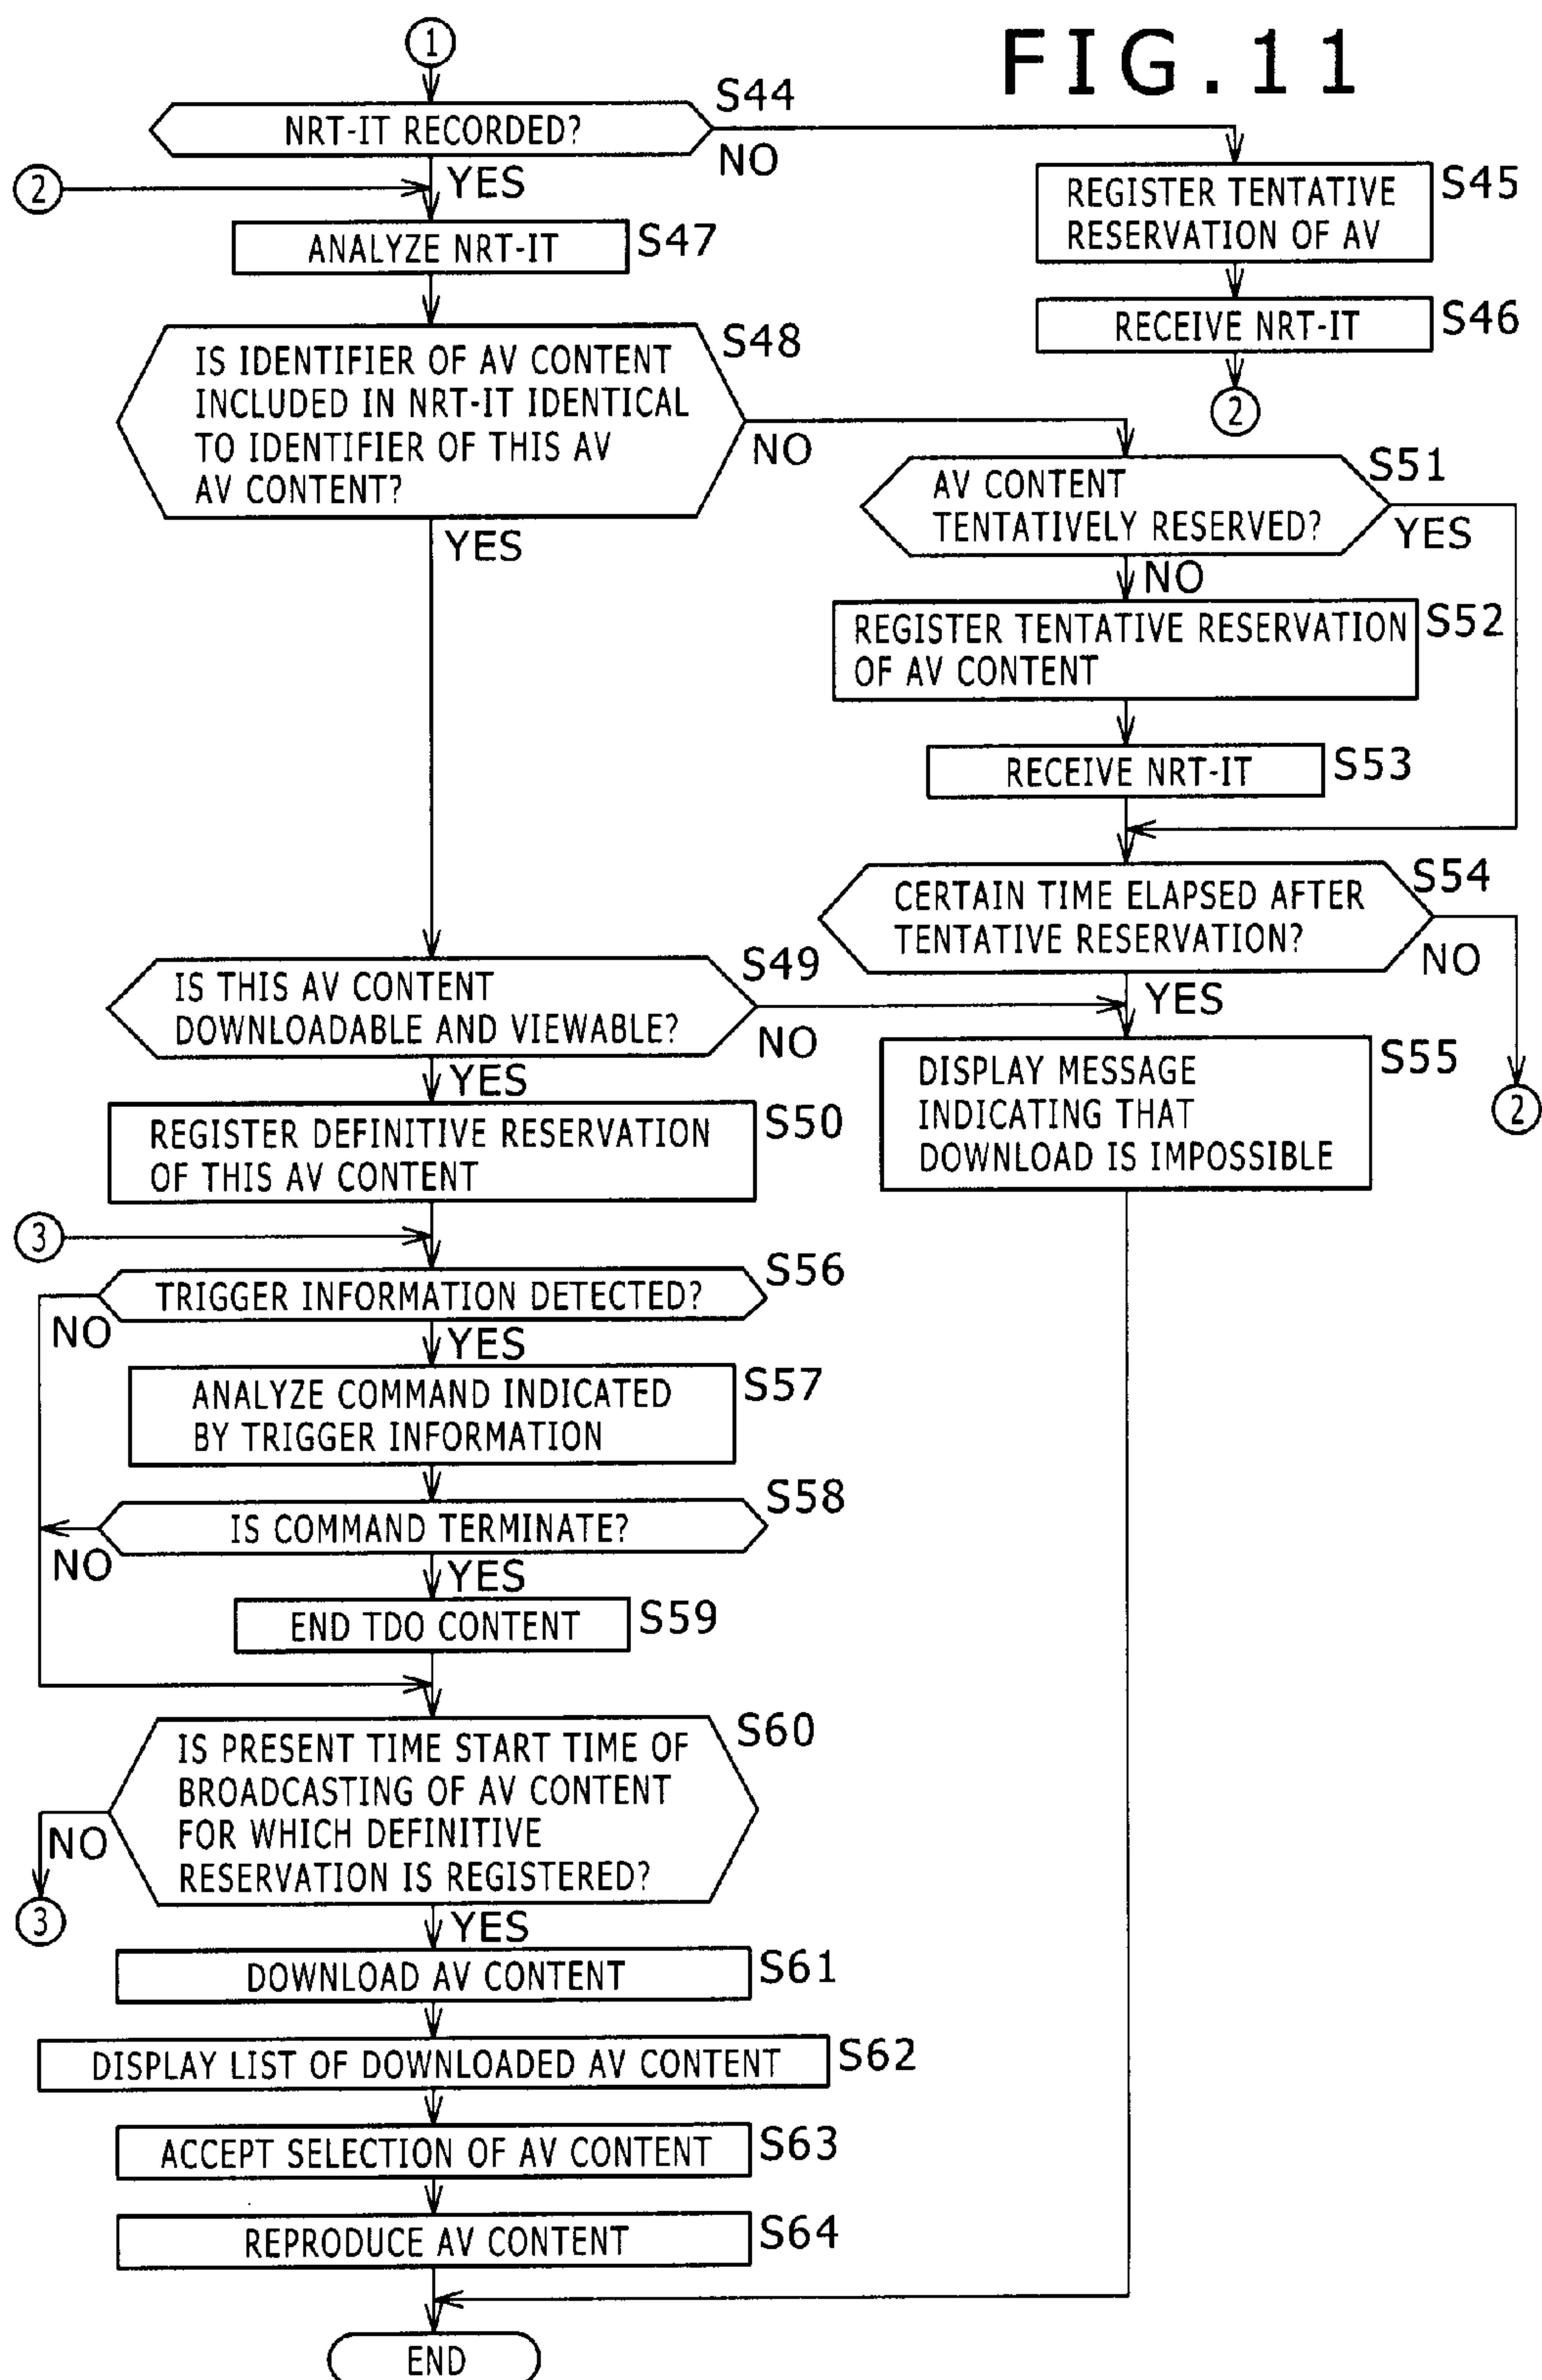 FIG.11
1
S44
NRT-IT RECORDED?
NO
YES
2
S45
REGISTER TENTATIVE
RESERVATION OF AV
S47
ANALYZE NRT-IT
S46
RECEIVE NRT-IT
2
S48
IS IDENTIFIER OF AV CONTENT
INCLUDED IN NRT-IT IDENTICAL
TO IDENTIFIER OF THIS AV
AV CONTENT?
NO
YES
S51
AV CONTENT
TENTATIVELY RESERVED?
YES
NO
S52
REGISTER TENTATIVE RESERVATION
OF AV CONTENT
S53
RECEIVE NRT-IT
S54
CERTAIN TIME ELAPSED AFTER
TENTATIVE RESERVATION?
NO
YES
2
S49
IS THIS AV CONTENT
DOWNLOADABLE AND VIEWABLE?
NO
YES
S55
DISPLAY MESSAGE
INDICATING THAT
DOWNLOAD IS IMPOSSIBLE
S50
REGISTER DEFINITIVE RESERVATION
OF THIS AV CONTENT
3
S56
TRIGGER INFORMATION DETECTED?
NO
YES
S57
ANALYZE COMMAND INDICATED
BY TRIGGER INFORMATION
S58
IS COMMAND TERMINATE?
NO
YES
S59
END TDO CONTENT
S60
IS PRESENT TIME START TIME OF
BROADCASTING OF AV CONTENT
FOR WHICH DEFINITIVE
RESERVATION IS REGISTERED?
NO
3
YES
S61
DOWNLOAD AV CONTENT
S62
DISPLAY LIST OF DOWNLOADED AV CONTENT
S63
ACCEPT SELECTION OF AV CONTENT
S64
REPRODUCE AV CONTENT
END